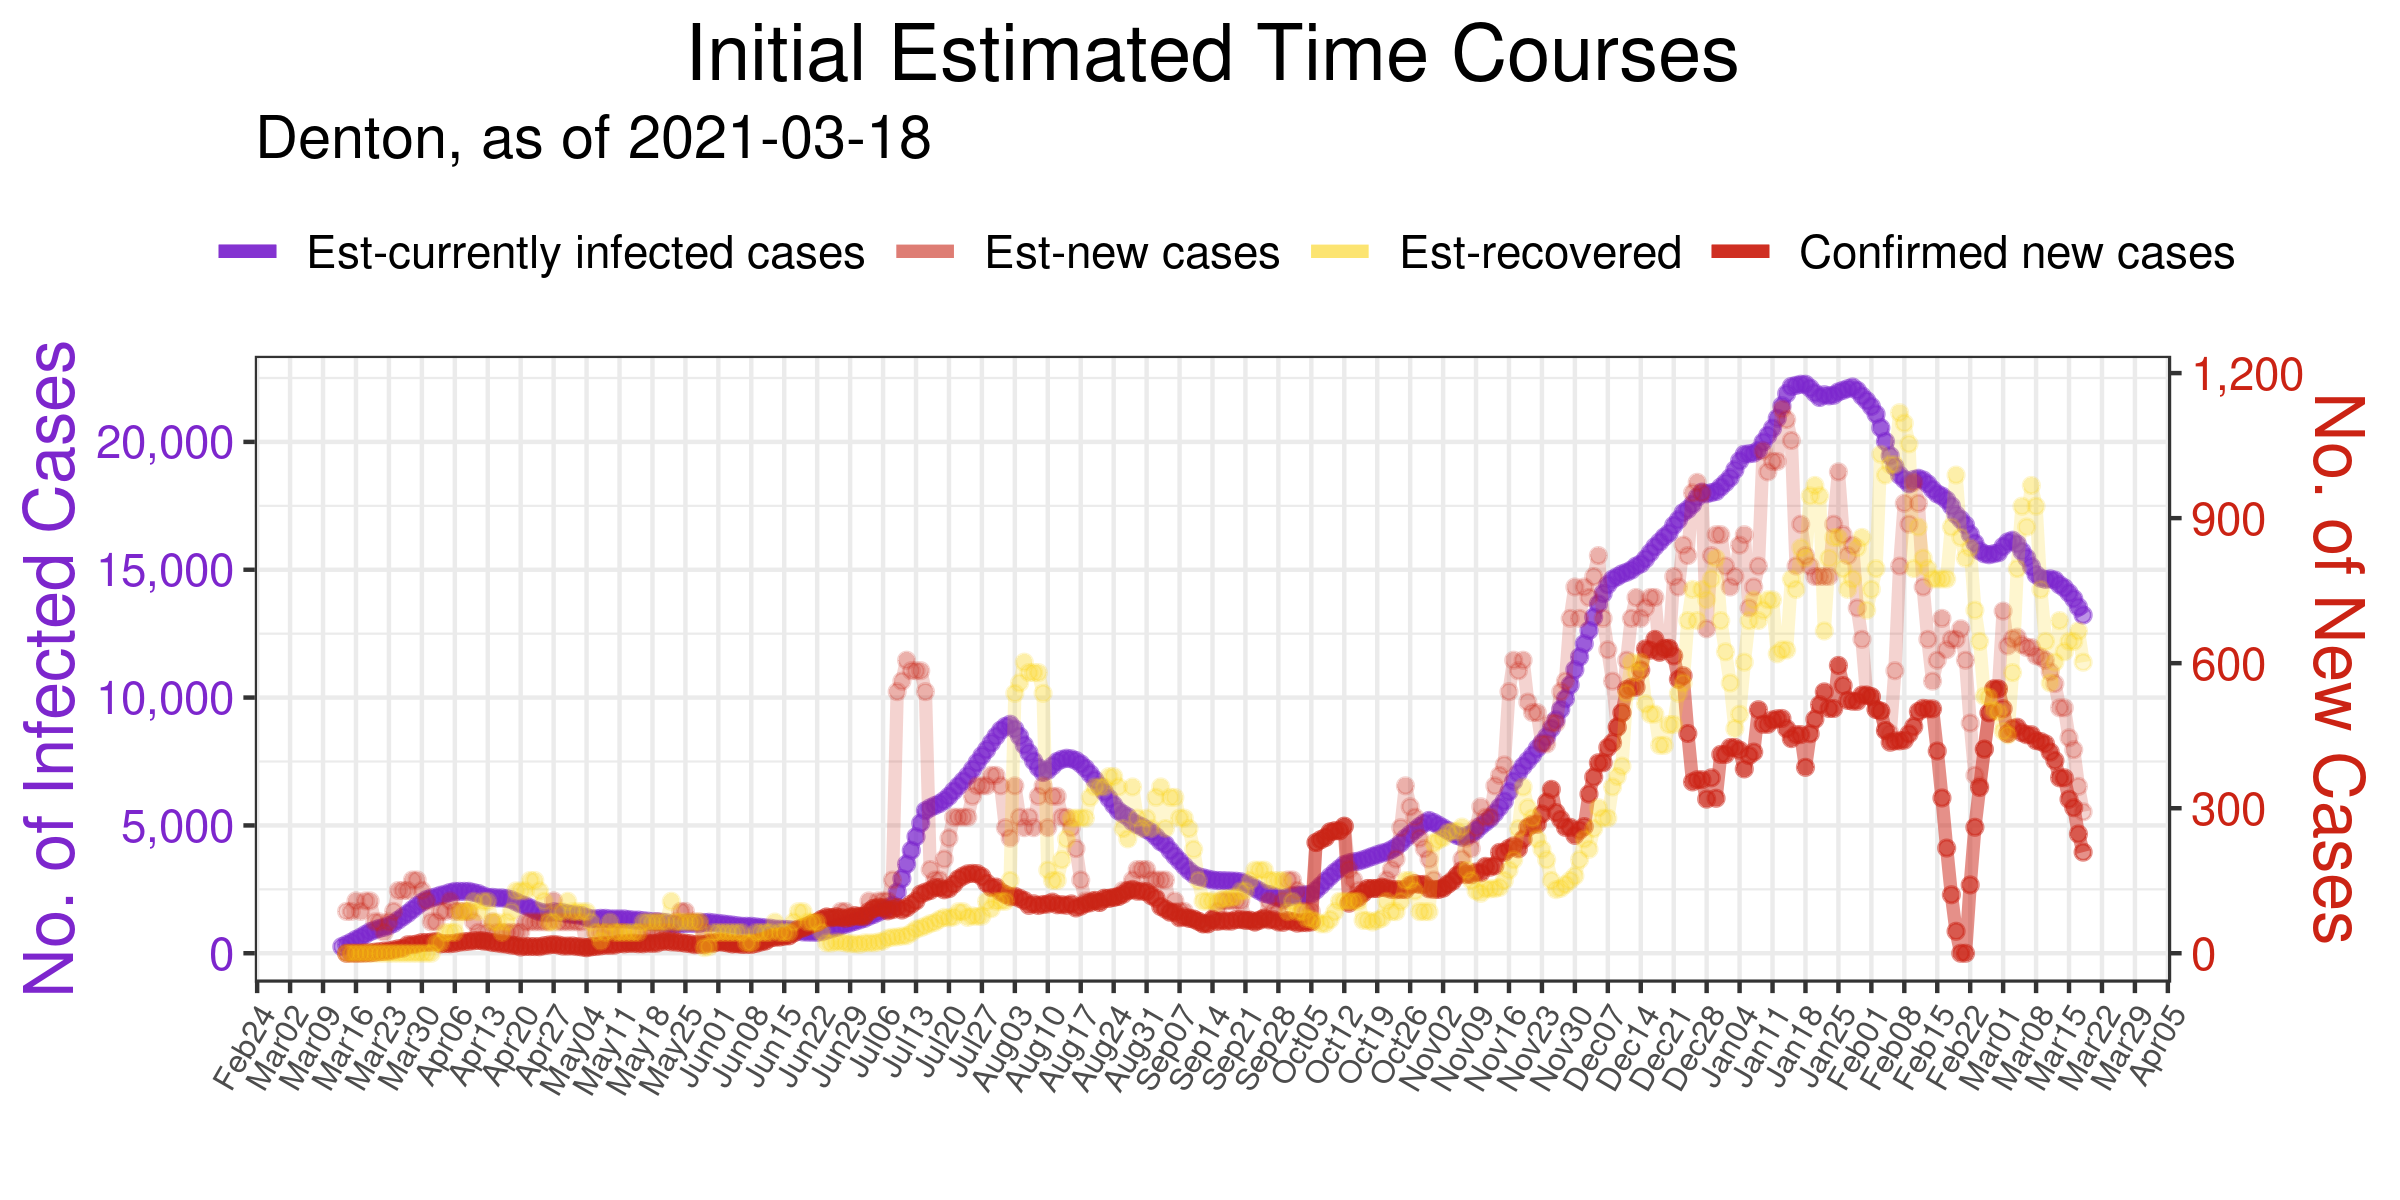 Initial Estimated Time Courses
Denton, as of 2021-03-18
Est-currently infected cases Est-new cases Est-recovered Confirmed new cases
No. of Infected Cases
20,000
15,000
10,000
5,000
0
1,200
900
600
300
0
No. of New Cases
Feb24 Mar02 Mar09 Mar16 Mar23 Mar30 Apr06 Apr13 Apr20 Apr27 May04 May11 May18 May25 Jun01 Jun08 Jun15 Jun22 Jun29 Jul06 Jul13 Jul20 Jul27 Aug03 Aug10 Aug17 Aug24 Aug31 Sep07 Sep14 Sep21 Sep28 Oct05 Oct12 Oct19 Oct26 Nov02 Nov09 Nov16 Nov23 Nov30 Dec07 Dec14 Dec21 Dec28 Jan04 Jan11 Jan18 Jan25 Feb01 Feb08 Feb15 Feb22 Mar01 Mar08 Mar15 Mar22 Mar29 Apr05